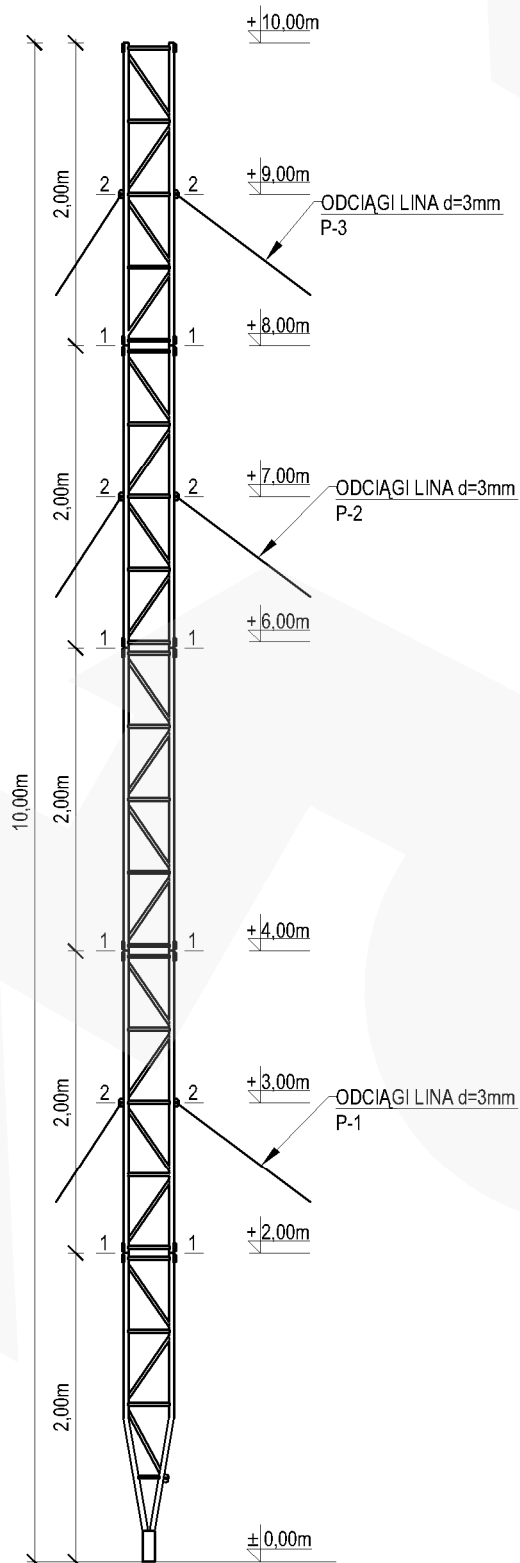 +10,00m
2,00m
2
2
+9,00m
ODCIĄGI LINA d=3mm
P-3
1
1
+8,00m
2,00m
2
2
+7,00m
ODCIĄGI LINA d=3mm
P-2
1
1
+6,00m
10,00m
2,00m
1
1
+4,00m
2,00m
2
2
+3,00m
ODCIĄGI LINA d=3mm
P-1
1
1
+2,00m
2,00m
±0,00m